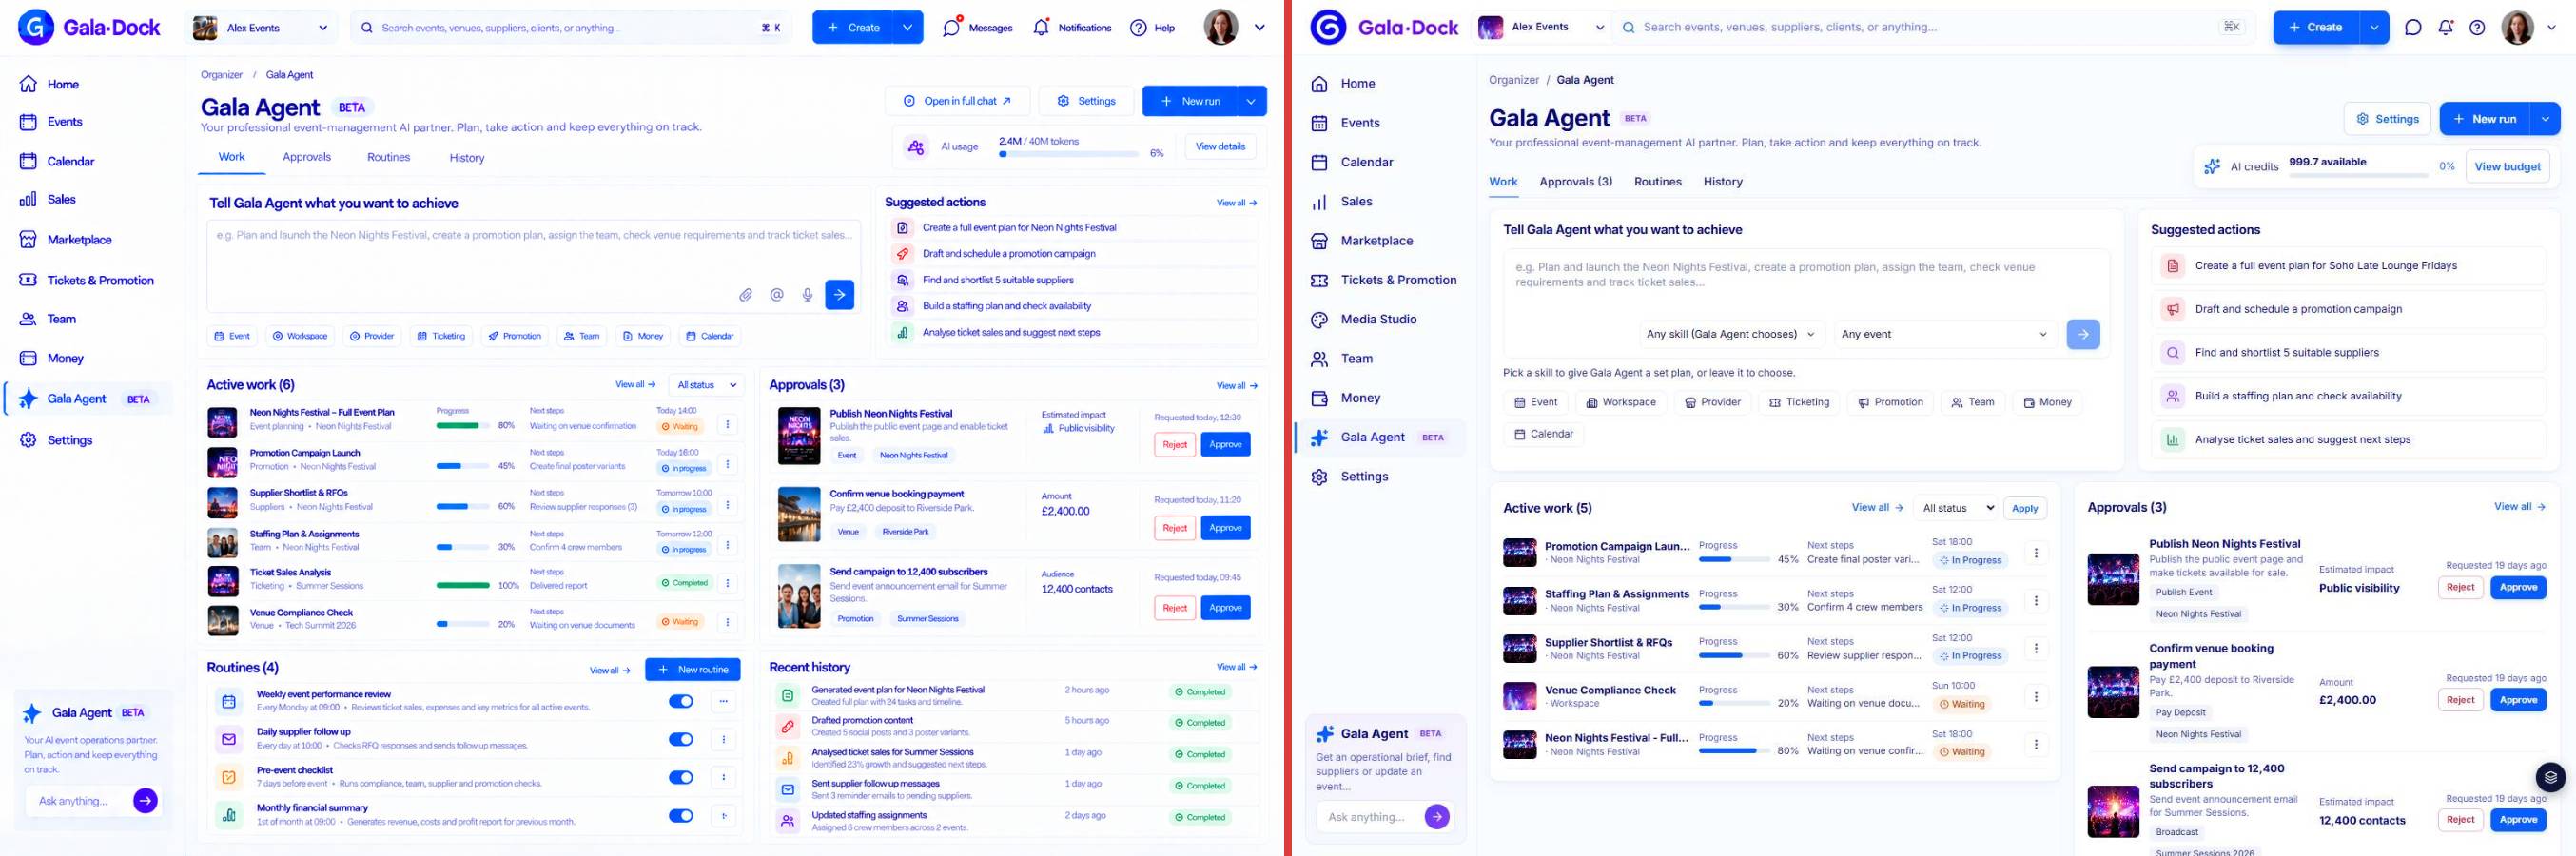 Gala·Dock
Alex Events
Search events, venues, suppliers, clients, or anything...
⌘ K
+ Create
Messages
Notifications
Help
Home
Events
Calendar
Sales
Marketplace
Tickets & Promotion
Team
Money
Gala Agent BETA
Settings
Gala Agent BETA
Your AI event operations partner.
Plan, action and keep everything
on track.
Ask anything...
Organizer / Gala Agent
Gala Agent BETA
Your professional event-management AI partner. Plan, take action and keep everything on track.
Open in full chat ↗
Settings
+ New run
AI usage
2.4M / 40M tokens
6%
View details
Work
Approvals
Routines
History
Tell Gala Agent what you want to achieve
e.g. Plan and launch the Neon Nights Festival, create a promotion plan, assign the team, check venue requirements and track ticket sales...
Event
Workspace
Provider
Ticketing
Promotion
Team
Money
Calendar
Suggested actions
View all →
Create a full event plan for Neon Nights Festival
Draft and schedule a promotion campaign
Find and shortlist 5 suitable suppliers
Build a staffing plan and check availability
Analyse ticket sales and suggest next steps
Active work (6)
View all →
All status
Neon Nights Festival – Full Event Plan
Event planning • Neon Nights Festival
Progress
80%
Next steps
Waiting on venue confirmation
Today 14:00
Waiting
Promotion Campaign Launch
Promotion • Neon Nights Festival
45%
Next steps
Create final poster variants
Today 16:00
In progress
Supplier Shortlist & RFQs
Suppliers • Neon Nights Festival
60%
Next steps
Review supplier responses (3)
Tomorrow 10:00
In progress
Staffing Plan & Assignments
Team • Neon Nights Festival
30%
Next steps
Confirm 4 crew members
Tomorrow 12:00
In progress
Ticket Sales Analysis
Ticketing • Summer Sessions
100%
Next steps
Delivered report
Completed
Venue Compliance Check
Venue • Tech Summit 2026
20%
Next steps
Waiting on venue documents
Waiting
Approvals (3)
View all →
Publish Neon Nights Festival
Publish the public event page and enable ticket
sales.
Event
Neon Nights Festival
Estimated impact
Public visibility
Requested today, 12:30
Reject
Approve
Confirm venue booking payment
Pay £2,400 deposit to Riverside Park.
Venue
Riverside Park
Amount
£2,400.00
Requested today, 11:20
Reject
Approve
Send campaign to 12,400 subscribers
Send event announcement email for Summer
Sessions.
Promotion
Summer Sessions
Audience
12,400 contacts
Requested today, 09:45
Reject
Approve
Routines (4)
View all →
+ New routine
Weekly event performance review
Every Monday at 09:00 • Reviews ticket sales, expenses and key metrics for all active events.
Daily supplier follow up
Every day at 10:00 • Checks RFQ responses and sends follow up messages.
Pre-event checklist
7 days before event • Runs compliance, team, supplier and promotion checks.
Monthly financial summary
1st of month at 09:00 • Generates revenue, costs and profit report for previous month.
Recent history
View all →
Generated event plan for Neon Nights Festival
Created full plan with 24 tasks and timeline.
2 hours ago
Completed
Drafted promotion content
Created 5 social posts and 3 poster variants.
5 hours ago
Completed
Analysed ticket sales for Summer Sessions
Identified 23% growth and suggested next steps.
1 day ago
Completed
Sent supplier follow up messages
Sent 3 reminder emails to pending suppliers.
1 day ago
Completed
Updated staffing assignments
Assigned 6 crew members across 2 events.
2 days ago
Completed
Gala·Dock
Alex Events
Search events, venues, suppliers, clients, or anything...
⌘K
+ Create
Home
Events
Calendar
Sales
Marketplace
Tickets & Promotion
Media Studio
Team
Money
Gala Agent BETA
Settings
Gala Agent BETA
Get an operational brief, find
suppliers or update an
event...
Ask anything...
Organizer / Gala Agent
Gala Agent BETA
Your professional event-management AI partner. Plan, take action and keep everything on track.
Settings
+ New run
AI credits
999.7 available
0%
View budget
Work
Approvals (3)
Routines
History
Tell Gala Agent what you want to achieve
e.g. Plan and launch the Neon Nights Festival, create a promotion plan, assign the team, check venue
requirements and track ticket sales...
Any skill (Gala Agent chooses)
Any event
Pick a skill to give Gala Agent a set plan, or leave it to choose.
Event
Workspace
Provider
Ticketing
Promotion
Team
Money
Calendar
Suggested actions
Create a full event plan for Soho Late Lounge Fridays
Draft and schedule a promotion campaign
Find and shortlist 5 suitable suppliers
Build a staffing plan and check availability
Analyse ticket sales and suggest next steps
Active work (5)
View all →
All status
Apply
Promotion Campaign Laun...
· Neon Nights Festival
Progress
45%
Next steps
Create final poster vari...
Sat 18:00
In Progress
Staffing Plan & Assignments
· Neon Nights Festival
Progress
30%
Next steps
Confirm 4 crew members
Sat 12:00
In Progress
Supplier Shortlist & RFQs
· Neon Nights Festival
Progress
60%
Next steps
Review supplier respon...
Sat 12:00
In Progress
Venue Compliance Check
· Workspace
Progress
20%
Next steps
Waiting on venue docu...
Sun 10:00
Waiting
Neon Nights Festival - Full...
· Neon Nights Festival
Progress
80%
Next steps
Waiting on venue confir...
Sat 18:00
Waiting
Approvals (3)
View all →
Publish Neon Nights Festival
Publish the public event page and
make tickets available for sale.
Publish Event
Neon Nights Festival
Estimated impact
Public visibility
Requested 19 days ago
Reject
Approve
Confirm venue booking
payment
Pay £2,400 deposit to Riverside
Park.
Pay Deposit
Neon Nights Festival
Amount
£2,400.00
Requested 19 days ago
Reject
Approve
Send campaign to 12,400
subscribers
Send event announcement email
for Summer Sessions.
Broadcast
Summer Sessions 2026
Estimated impact
12,400 contacts
Requested 19 days ago
Reject
Approve